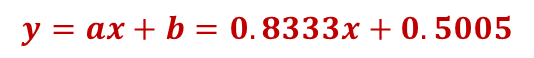 y = ax + b = 0.8333x + 0.5005